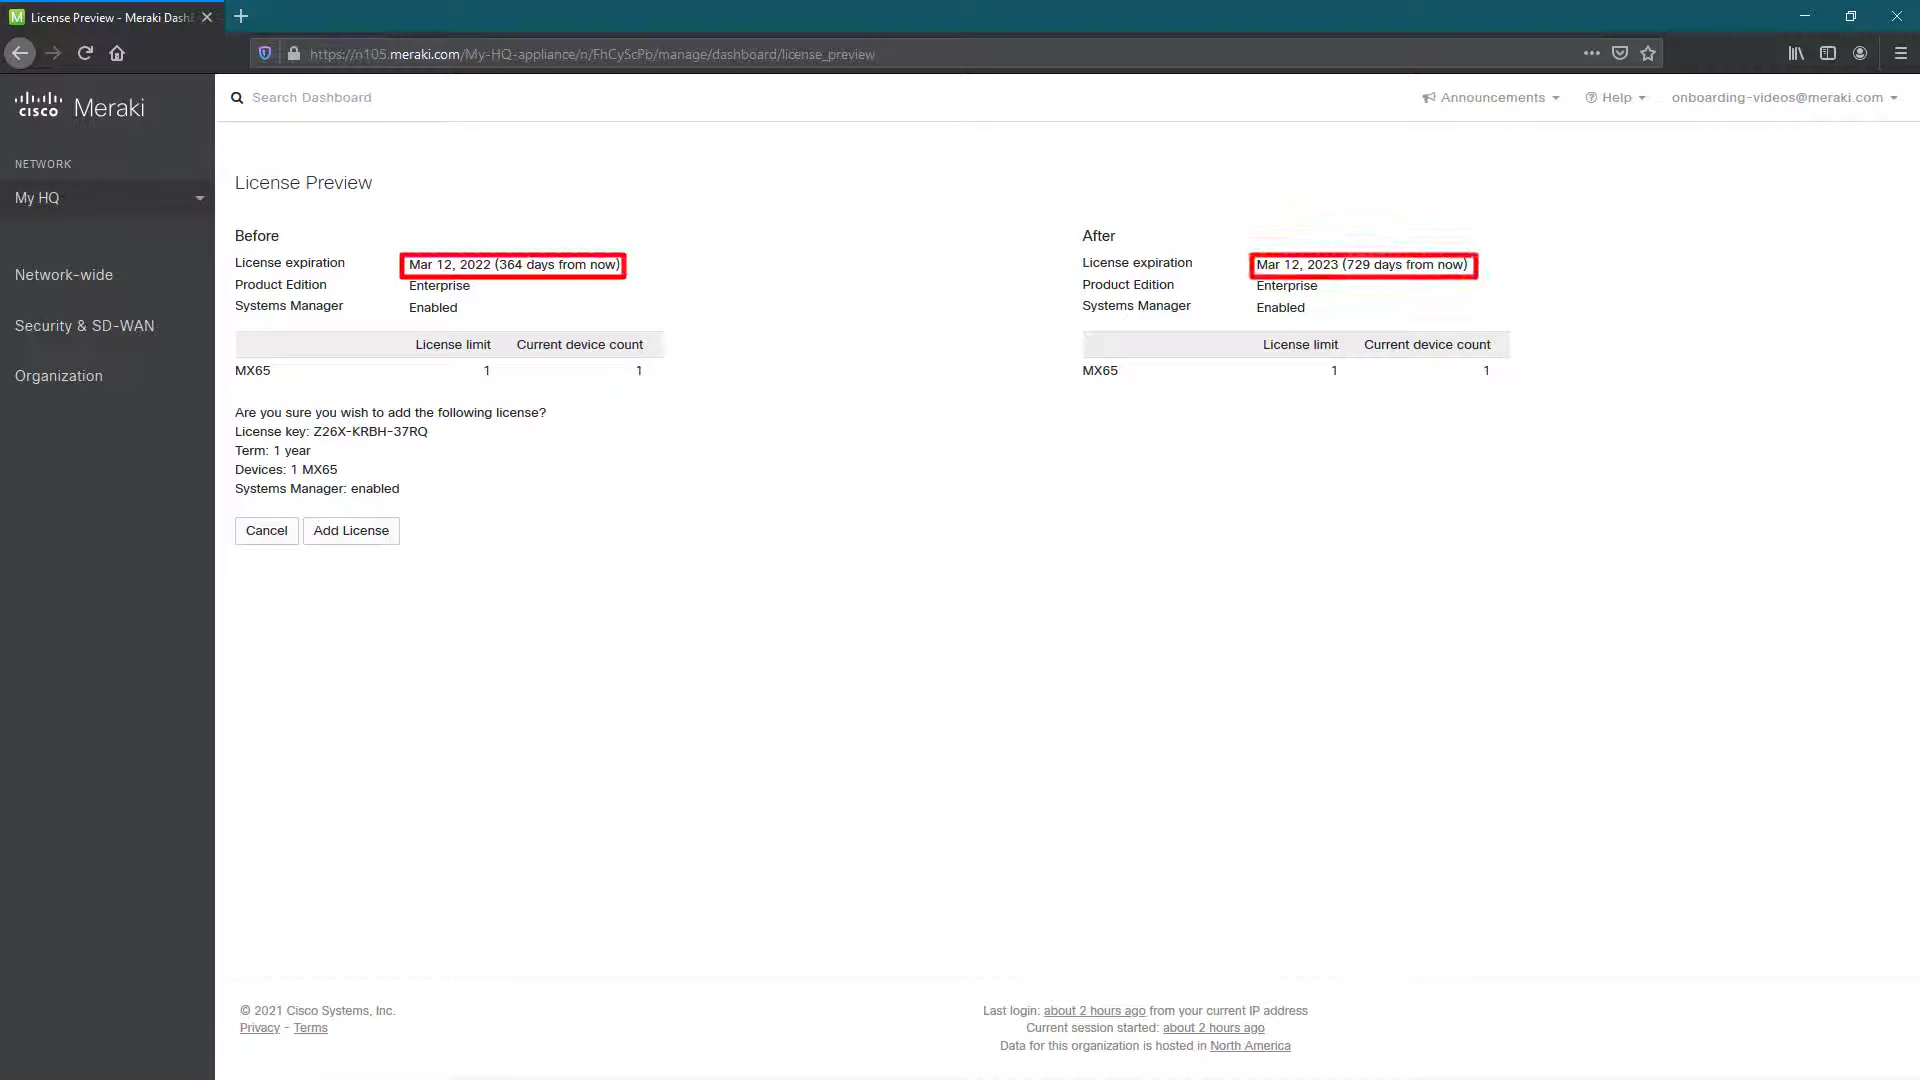 License Preview - Meraki Dashb
https://n105.meraki.com/My-HQ-appliance/n/FhCyScPb/manage/dashboard/license_preview
cisco Meraki
Search Dashboard
Announcements
Help
onboarding-videos@meraki.com
NETWORK
My HQ
Network-wide
Security & SD-WAN
Organization
License Preview
Before
License expiration Mar 12, 2022 (364 days from now)
Product Edition Enterprise
Systems Manager Enabled
License limit Current device count
MX65 1 1
After
License expiration Mar 12, 2023 (729 days from now)
Product Edition Enterprise
Systems Manager Enabled
License limit Current device count
MX65 1 1
Are you sure you wish to add the following license?
License key: Z26X-KRBH-37RQ
Term: 1 year
Devices: 1 MX65
Systems Manager: enabled
Cancel Add License
© 2021 Cisco Systems, Inc.
Privacy - Terms
Last login: about 2 hours ago from your current IP address
Current session started: about 2 hours ago
Data for this organization is hosted in North America